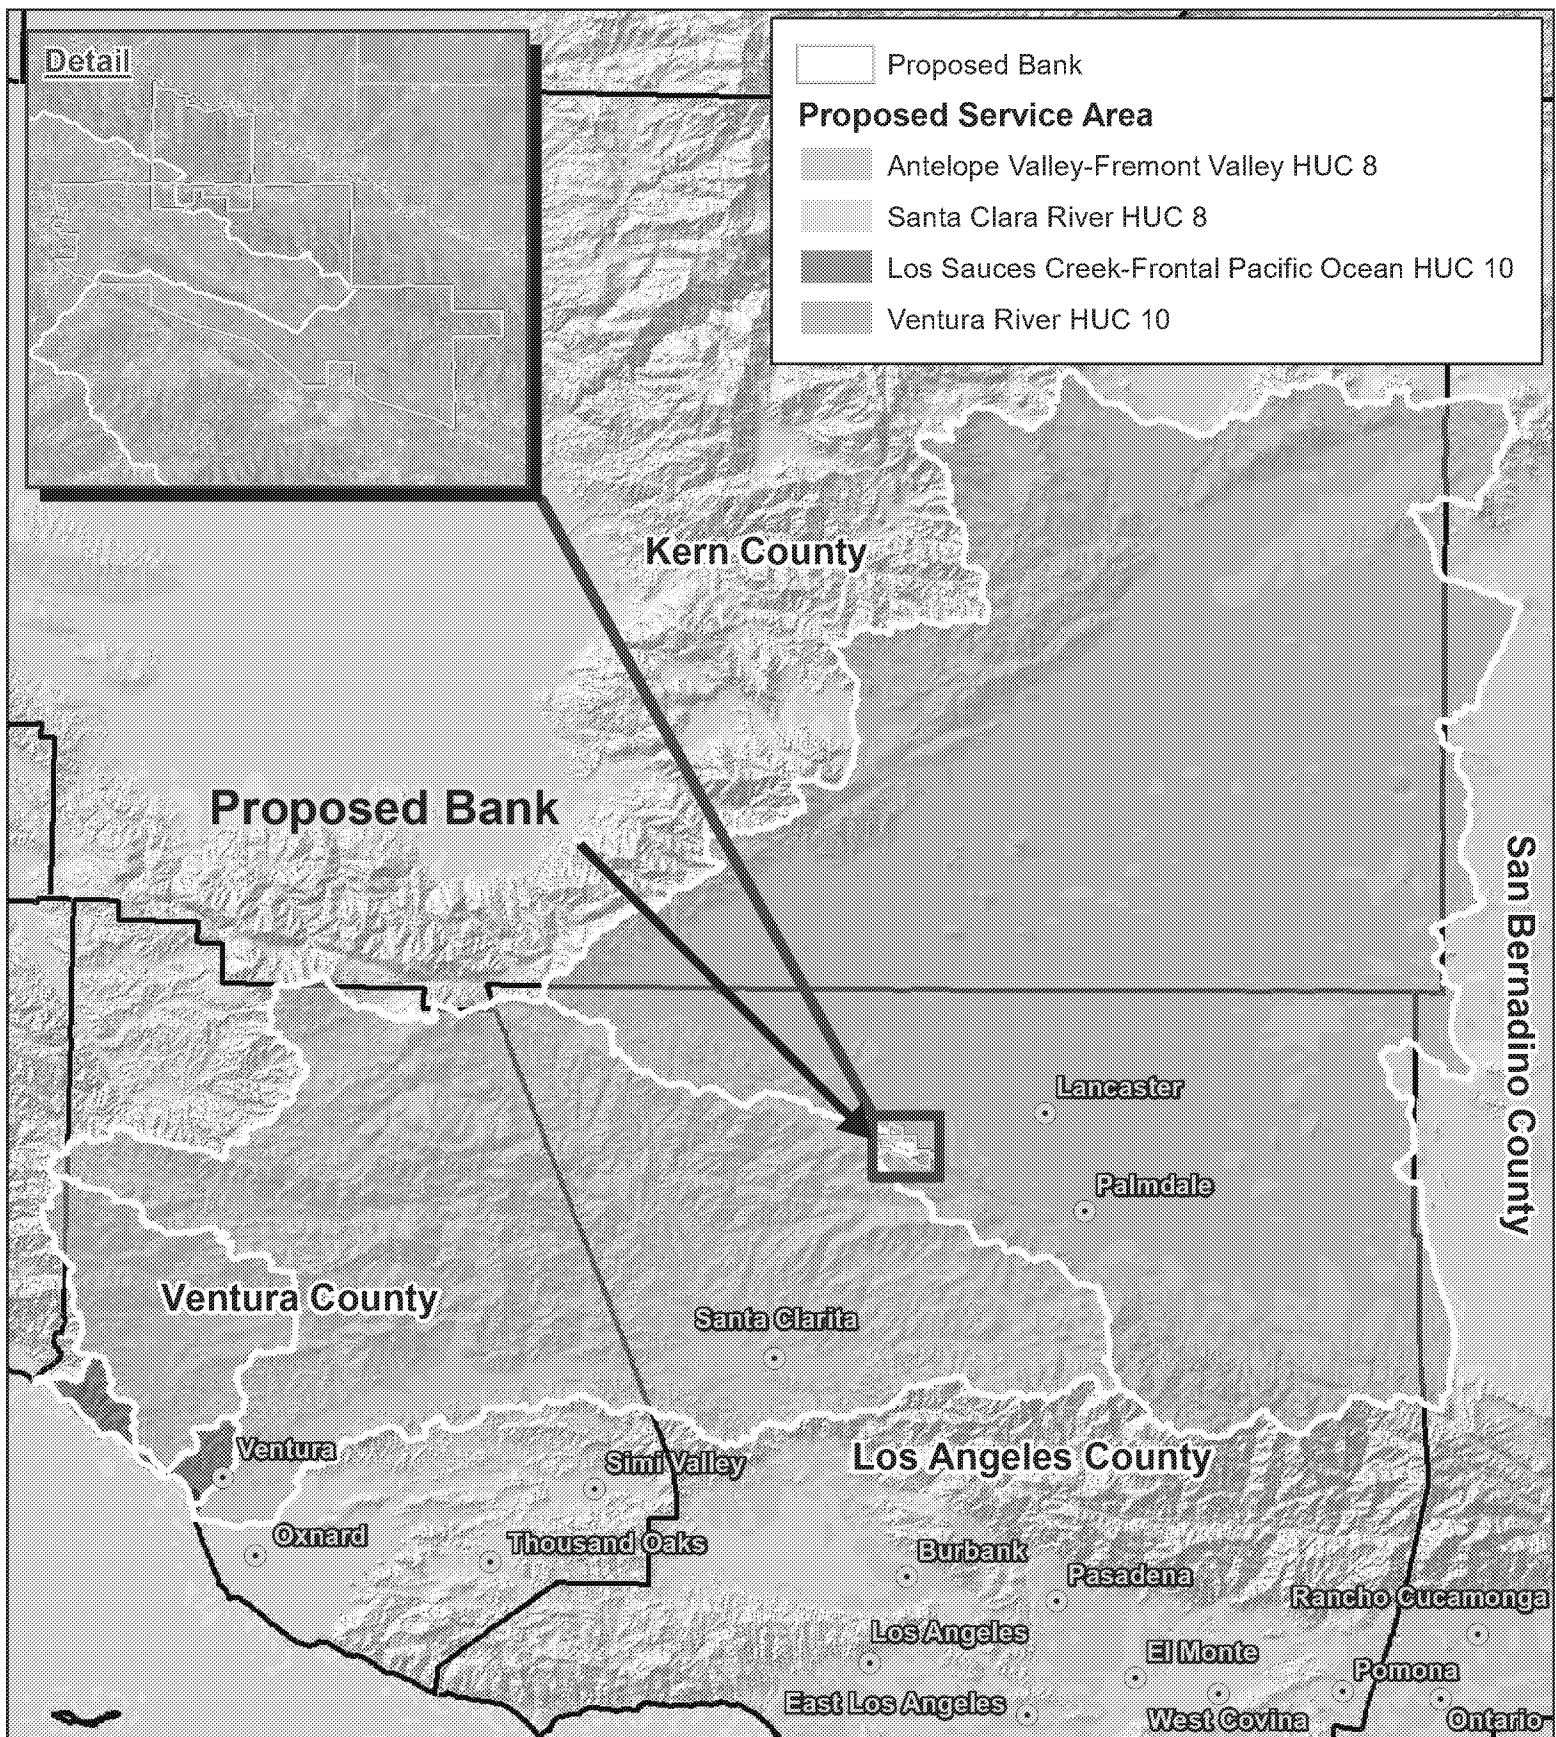 Detail
Proposed Bank
Proposed Service Area
Antelope Valley-Fremont Valley HUC 8
Santa Clara River HUC 8
Los Sauces Creek-Frontal Pacific Ocean HUC 10
Ventura River HUC 10
Kern County
Proposed Bank
San Bernadino County
Lancaster
Palmdale
Ventura County
Santa Clarita
Ventura
Simi Valley
Los Angeles County
Oxnard
Thousand Oaks
Burbank
Pasadena
Rancho Cucamonga
Los Angeles
El Monte
Pomona
East Los Angeles
West Covina
Ontario